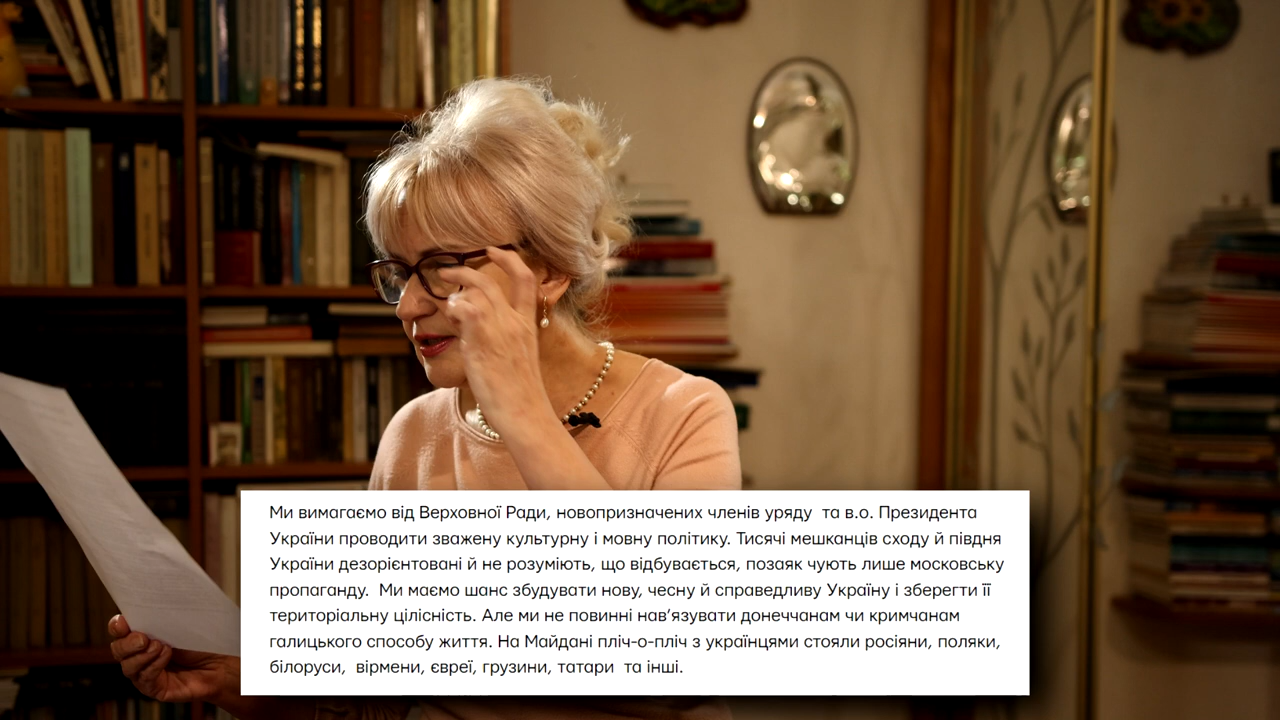 Ми вимагаємо від Верховної Ради, новопризначених членів уряду  та в.о. Президента
України проводити зважену культурну і мовну політику. Тисячі мешканців сходу й півдня
України дезорієнтовані й не розуміють, що відбувається, позаяк чують лише московську
пропаганду.  Ми маємо шанс збудувати нову, чесну й справедливу Україну і зберегти її
територіальну цілісність. Але ми не повинні нав’язувати донеччанам чи кримчанам
галицького способу життя. На Майдані пліч-о-пліч з українцями стояли росіяни, поляки,
білоруси,  вірмени, євреї, грузини, татари  та інші.